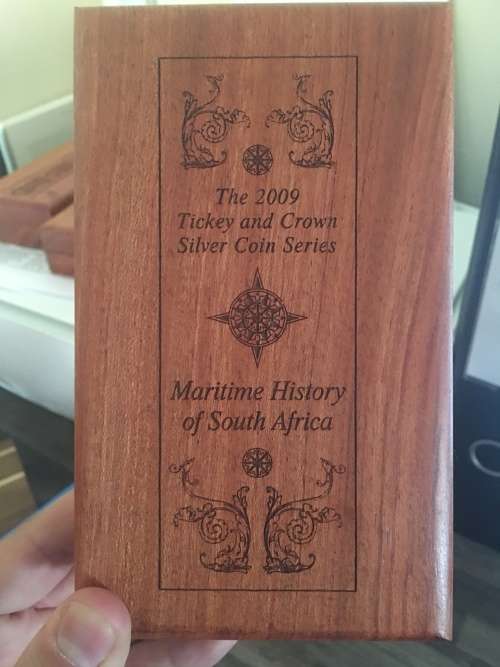 The 2009
Tickey and Crown
Silver Coin Series
Maritime History
of South Africa